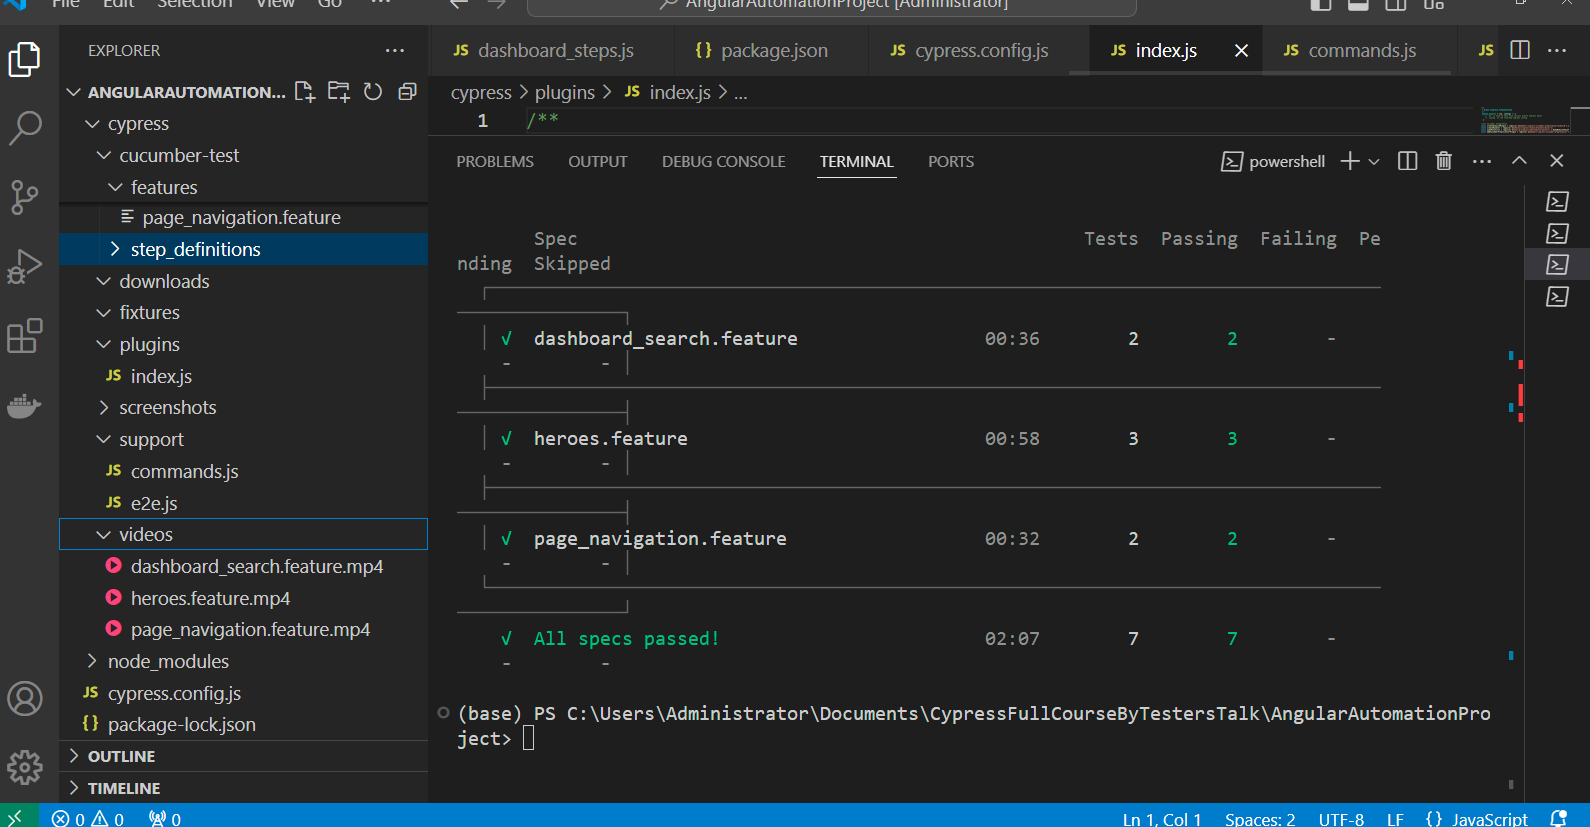 File Edit Selection View Go ···
AngularAutomationProject [Administrator]
EXPLORER ···
ANGULARAUTOMATION...
cypress
cucumber-test
features
page_navigation.feature
step_definitions
downloads
fixtures
plugins
JS index.js
screenshots
support
JS commands.js
JS e2e.js
videos
dashboard_search.feature.mp4
heroes.feature.mp4
page_navigation.feature.mp4
node_modules
JS cypress.config.js
{} package-lock.json
OUTLINE
TIMELINE
JS dashboard_steps.js {} package.json JS cypress.config.js JS index.js JS commands.js JS ···
cypress > plugins > JS index.js > ...
1 /**
PROBLEMS OUTPUT DEBUG CONSOLE TERMINAL PORTS powershell ···
Spec Tests Passing Failing Pe
nding Skipped
√ dashboard_search.feature 00:36 2 2 -
- -
√ heroes.feature 00:58 3 3 -
- -
√ page_navigation.feature 00:32 2 2 -
- -
√ All specs passed! 02:07 7 7 -
- -
(base) PS C:\Users\Administrator\Documents\CypressFullCourseByTestersTalk\AngularAutomationPro
ject>
0 0 0 Ln 1, Col 1 Spaces: 2 UTF-8 LF {} JavaScript